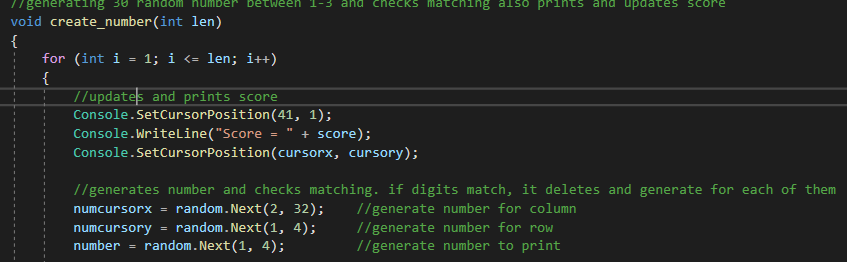 //generating 30 random number between 1-3 and checks matching also prints and updates score
void create_number(int len)
{
for (int i = 1; i <= len; i++)
{
//updates and prints score
Console.SetCursorPosition(41, 1);
Console.WriteLine("Score = " + score);
Console.SetCursorPosition(cursorx, cursory);
//generates number and checks matching. if digits match, it deletes and generate for each of them
numcursorx = random.Next(2, 32);    //generate number for column
numcursory = random.Next(1, 4);     //generate number for row
number = random.Next(1, 4);         //generate number to print